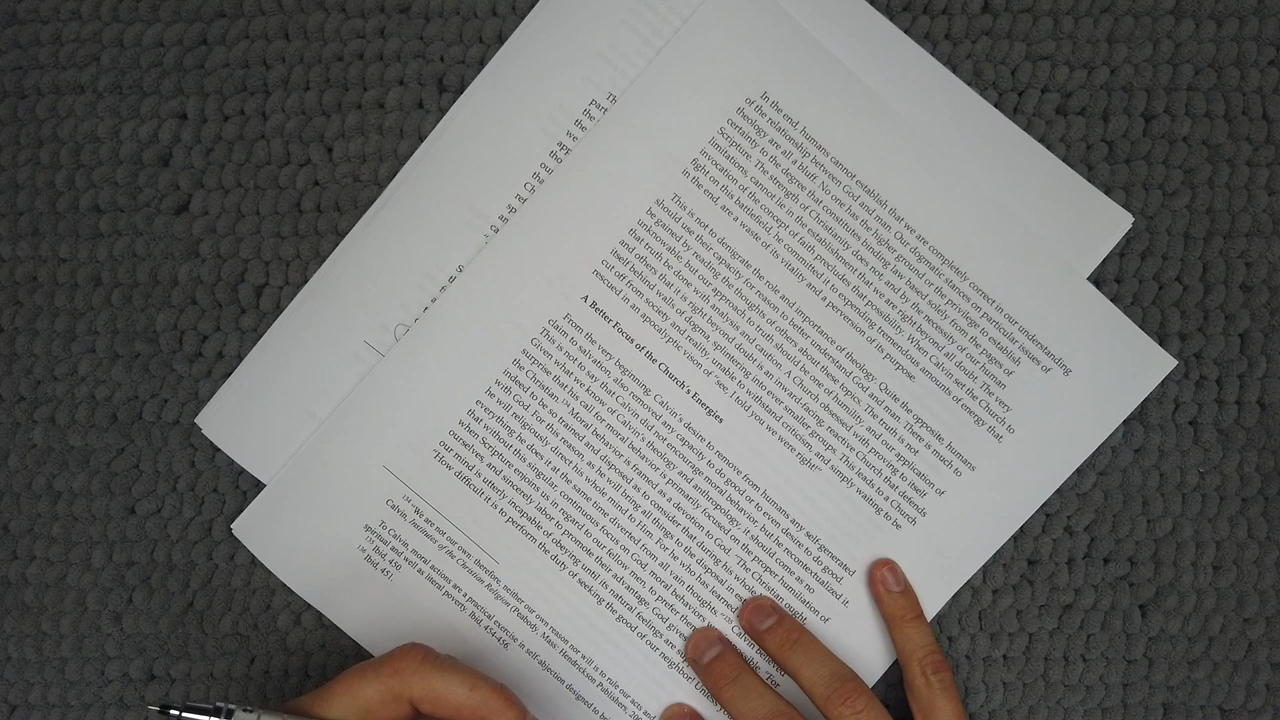 In the end, humans cannot establish that we are completely correct in our understanding
of the relationship between God and man. Our dogmatic stances on particular issues of
theology are all a bluff. No one has the higher ground or the privilege to establish
certainty to the degree that constitutes binding law based solely from the pages of
Scripture. The strength of Christianity does not and by the necessity of our human
limitations, cannot lie in the establishment that we are right beyond all doubt. The very
invocation of the concept of faith precludes that possibility. When Calvin set the Church to
fight on this battlefield, he committed it to expending tremendous amounts of energy that,
in the end, are a waste of its vitality and a perversion of its purpose.
This is not to denigrate the role and importance of theology. Quite the opposite, humans
should use their capacity for reason to better understand God and man. There is much to
be gained by reading the thoughts of others about these topics. The truth is not
unknowable, but our approach to truth should be one of humility, and our application of
that truth be done with analysis and caution. A Church obsessed with proving to itself
and others that it is right beyond doubt, is an inward-facing, reactive Church that defends
itself behind walls of dogma, splintering into ever smaller groups. This leads to a Church
cut off from society and reality, unable to withstand criticism, and simply waiting to be
rescued in an apocalyptic vison of "see, I told you we were right!"
A Better Focus of the Church's Energies
From the very beginning, Calvin's desire to remove from humans any self-generated
claim to salvation, also removed any capacity to do good or to even desire to do good.
This is not to say that Calvin did not encourage moral behavior, but he recontextualized it.
Given what we know of Calvin's theology and anthropology, it should come as no
surprise that his call for moral behavior is primarily focused on the proper humiliation of
the Christian.¹³⁴ Moral behavior is framed as a devotion to God. "The Christian ought,
indeed, to be so trained and disposed as to consider that during his whole
with God. For this reason, as he will bring all things to the disposal
he will religiously direct his whole mind to Him. For he who has learned
everything he does it at the same time diverted from all vain thoughts."¹³⁵ Calvin believed
that without this singular, continuous focus on God, moral behaviors "For
when Scripture enjoins us in regard to our fellow men to prefer
ourselves, and sincerely labor to promote their advantage, God
our mind is utterly incapable of obeying until its natural feelings are
"How difficult it is to perform the duty of seeking the good of our neighbor! Unless
¹³⁴ "We are not our own; therefore, neither our own reason nor will is to rule our acts and
Calvin, Institutes of the Christian Religion (Peabody, Mass: Hendrickson Publishers,
To Calvin, moral actions are a practical exercise in self-abjection designed to
spiritual and well as literal poverty. Ibid, 454-456.
¹³⁵ Ibid, 450.
¹³⁶ Ibid, 451.